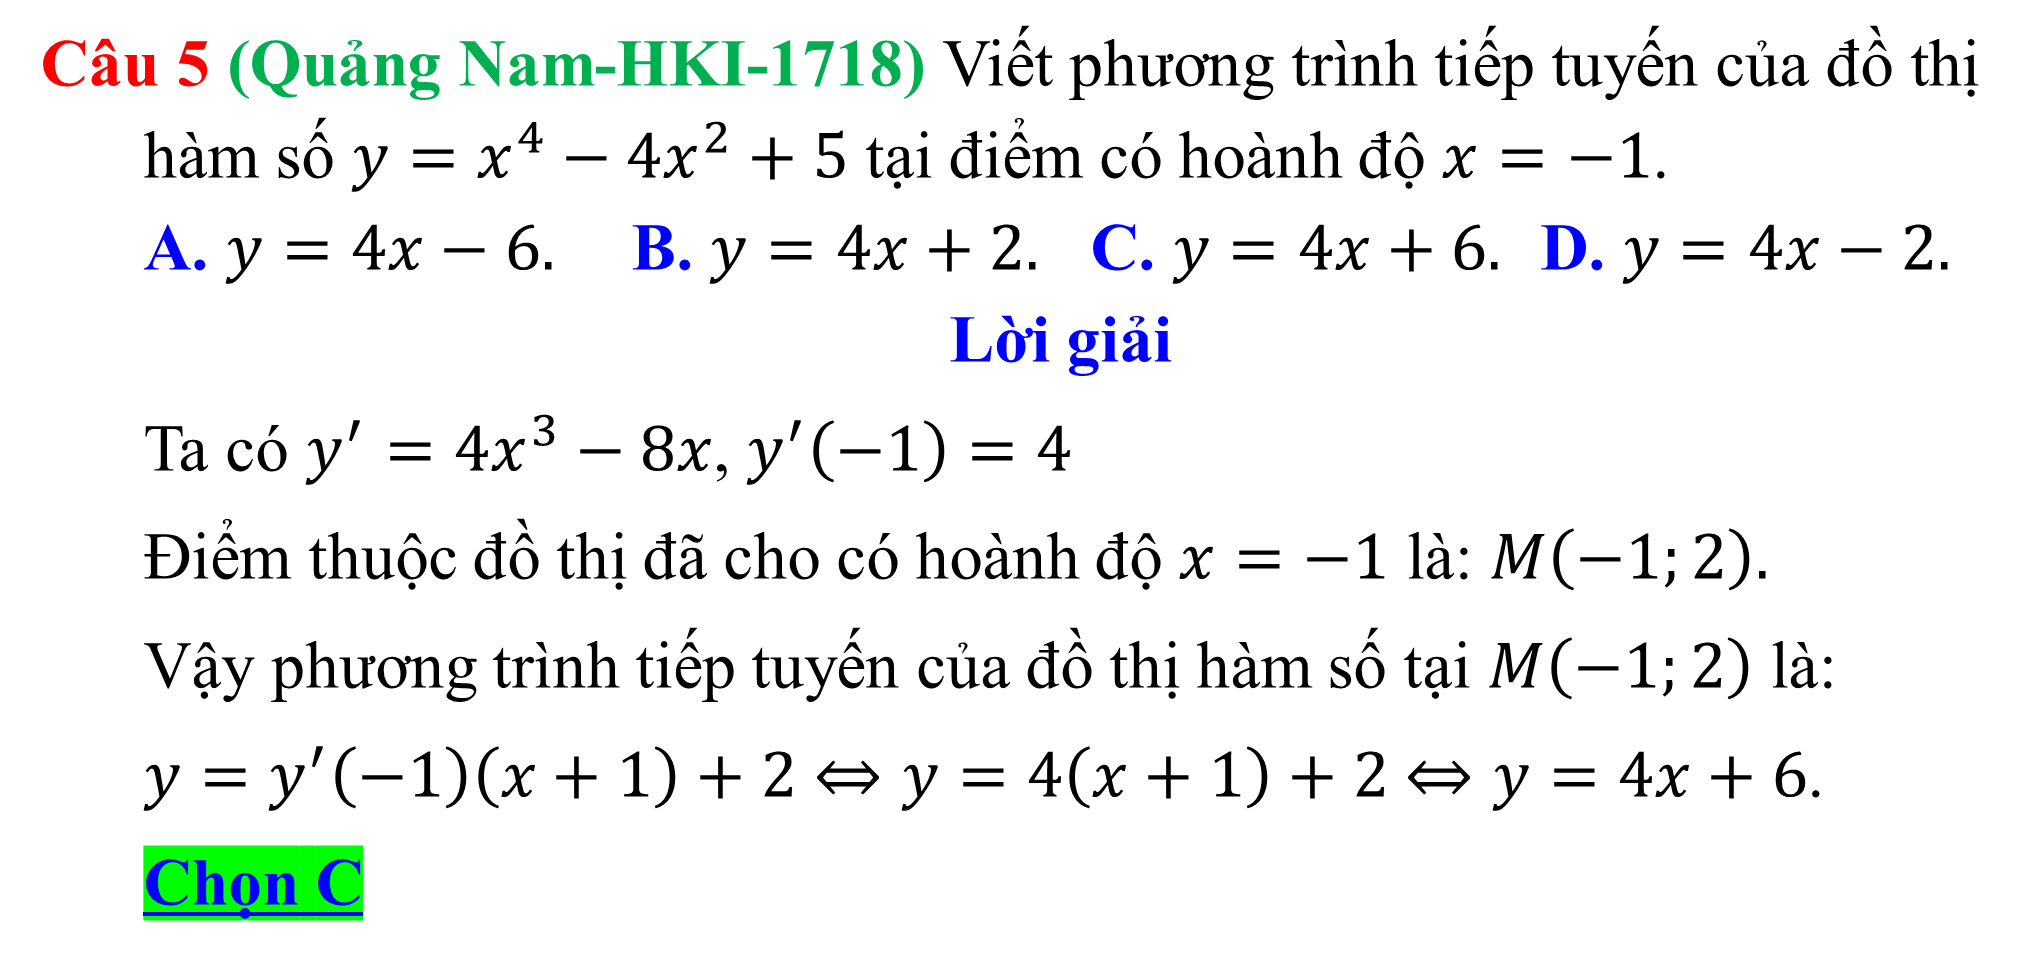 Câu 5 (Quảng Nam-HKI-1718) Viết phương trình tiếp tuyến của đồ thị
hàm số y = x⁴ − 4x² + 5 tại điểm có hoành độ x = −1.
A. y = 4x − 6. B. y = 4x + 2. C. y = 4x + 6. D. y = 4x − 2.
Lời giải
Ta có y′ = 4x³ − 8x, y′(−1) = 4
Điểm thuộc đồ thị đã cho có hoành độ x = −1 là: M(−1; 2).
Vậy phương trình tiếp tuyến của đồ thị hàm số tại M(−1; 2) là:
y = y′(−1)(x + 1) + 2 ⇔ y = 4(x + 1) + 2 ⇔ y = 4x + 6.
Chọn C